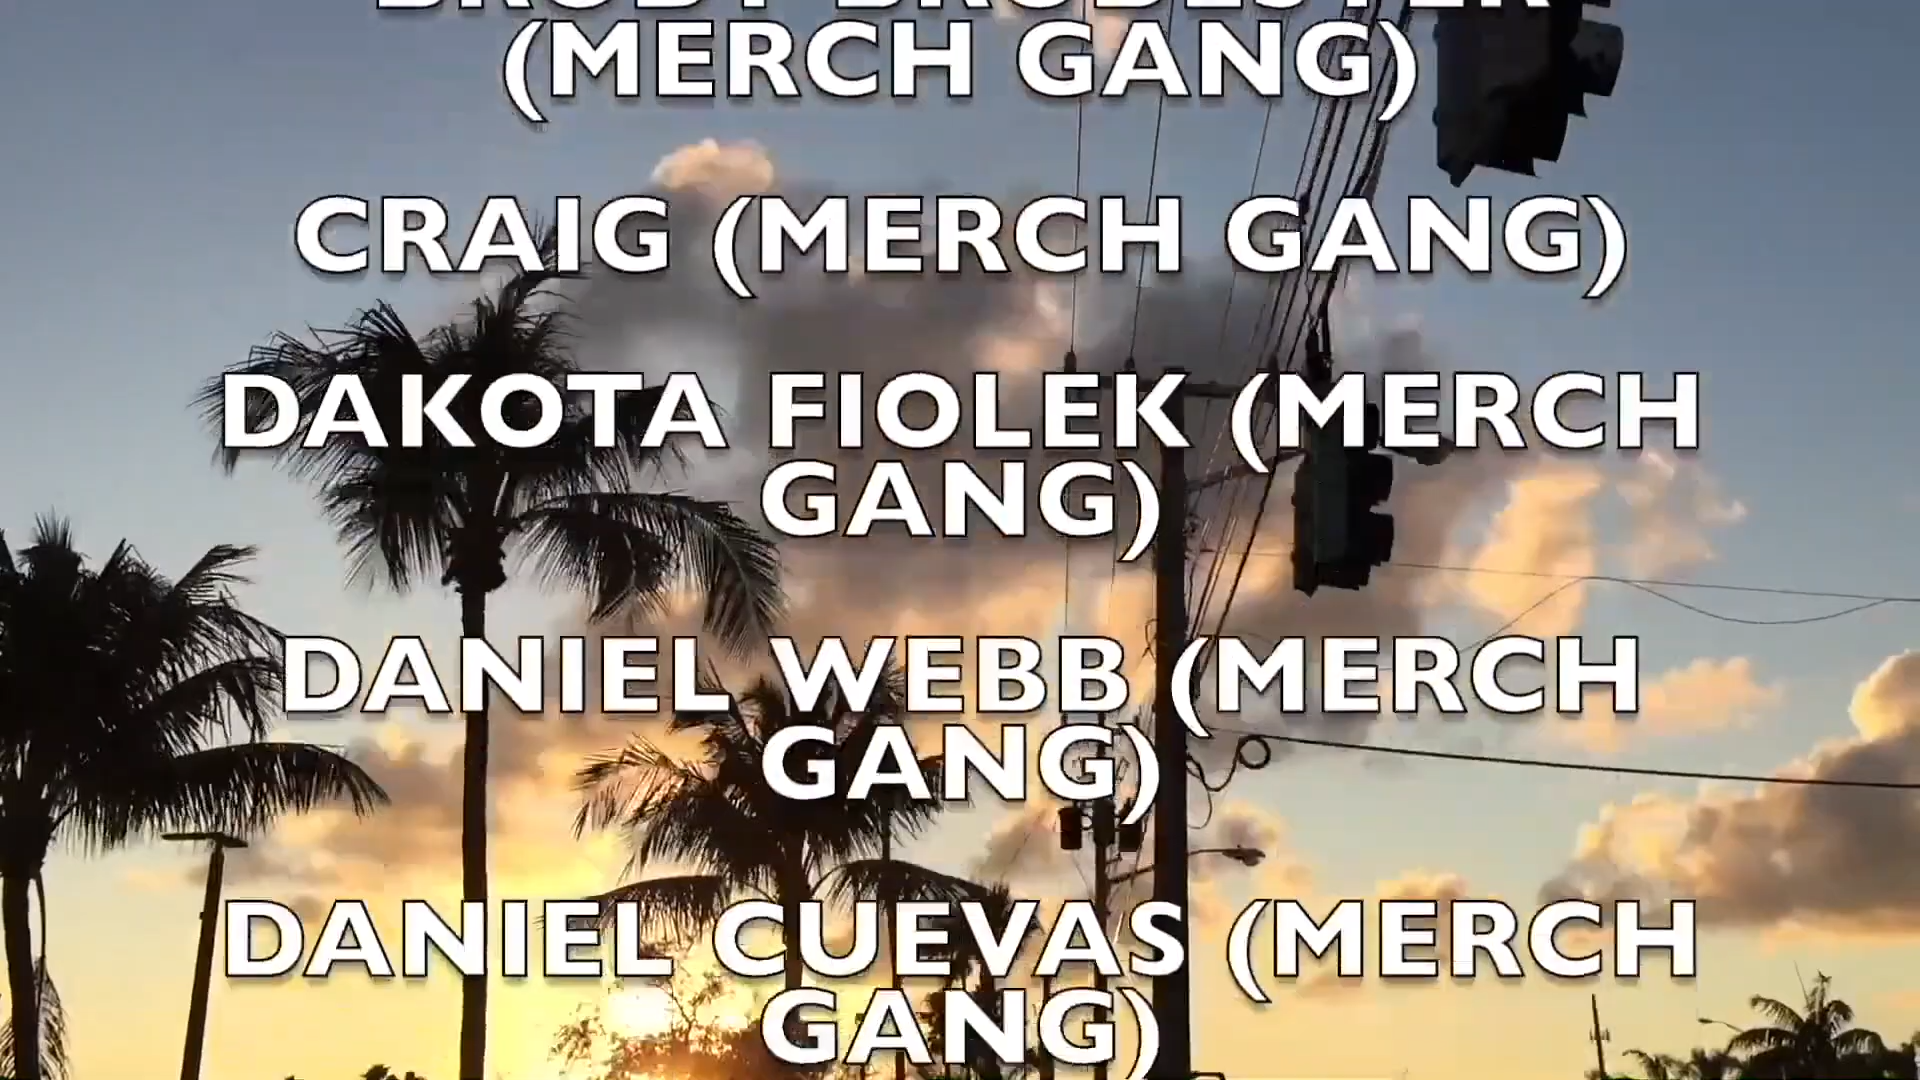 (MERCH GANG)
CRAIG (MERCH GANG)
DAKOTA FIOLEK (MERCH
GANG)
DANIEL WEBB (MERCH
GANG)
DANIEL CUEVAS (MERCH
GANG)